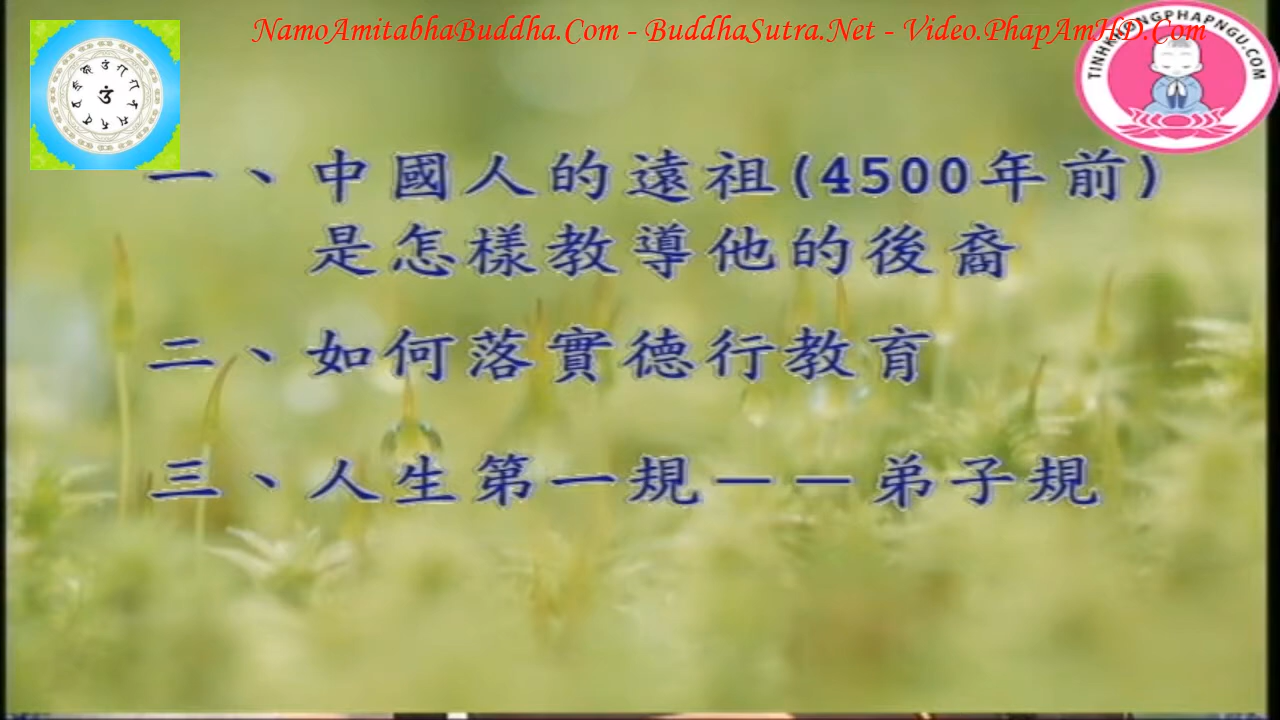 NamoAmitabhaBuddha.Com - BuddhaSutra.Net - Video.PhapAmHD.Com
TINHKHONGPHAPNGU.COM
一、中國人的遠祖(4500年前)
是怎樣教導他的後裔
二、如何落實德行教育
三、人生第一規——弟子規